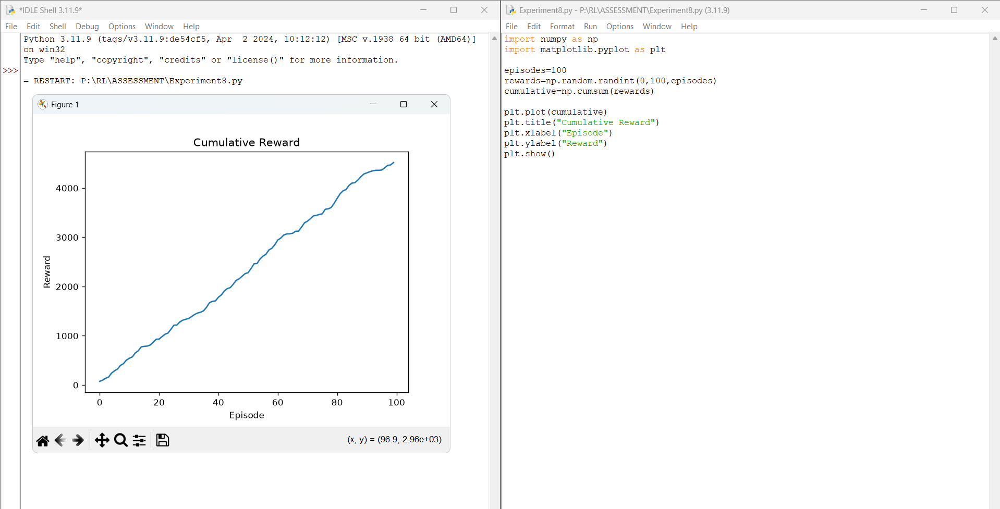 *IDLE Shell 3.11.9*
File Edit Shell Debug Options Window Help
Python 3.11.9 (tags/v3.11.9:de54cf5, Apr  2 2024, 10:12:12) [MSC v.1938 64 bit (AMD64)]
on win32
Type "help", "copyright", "credits" or "license()" for more information.
>>>
= RESTART: P:\RL\ASSESSMENT\Experiment8.py
Figure 1
Cumulative Reward
4000
3000
2000
1000
0
Reward
0 20 40 60 80 100
Episode
(x, y) = (96.9, 2.96e+03)
Experiment8.py - P:\RL\ASSESSMENT\Experiment8.py (3.11.9)
File Edit Format Run Options Window Help
import numpy as np
import matplotlib.pyplot as plt
episodes=100
rewards=np.random.randint(0,100,episodes)
cumulative=np.cumsum(rewards)
plt.plot(cumulative)
plt.title("Cumulative Reward")
plt.xlabel("Episode")
plt.ylabel("Reward")
plt.show()